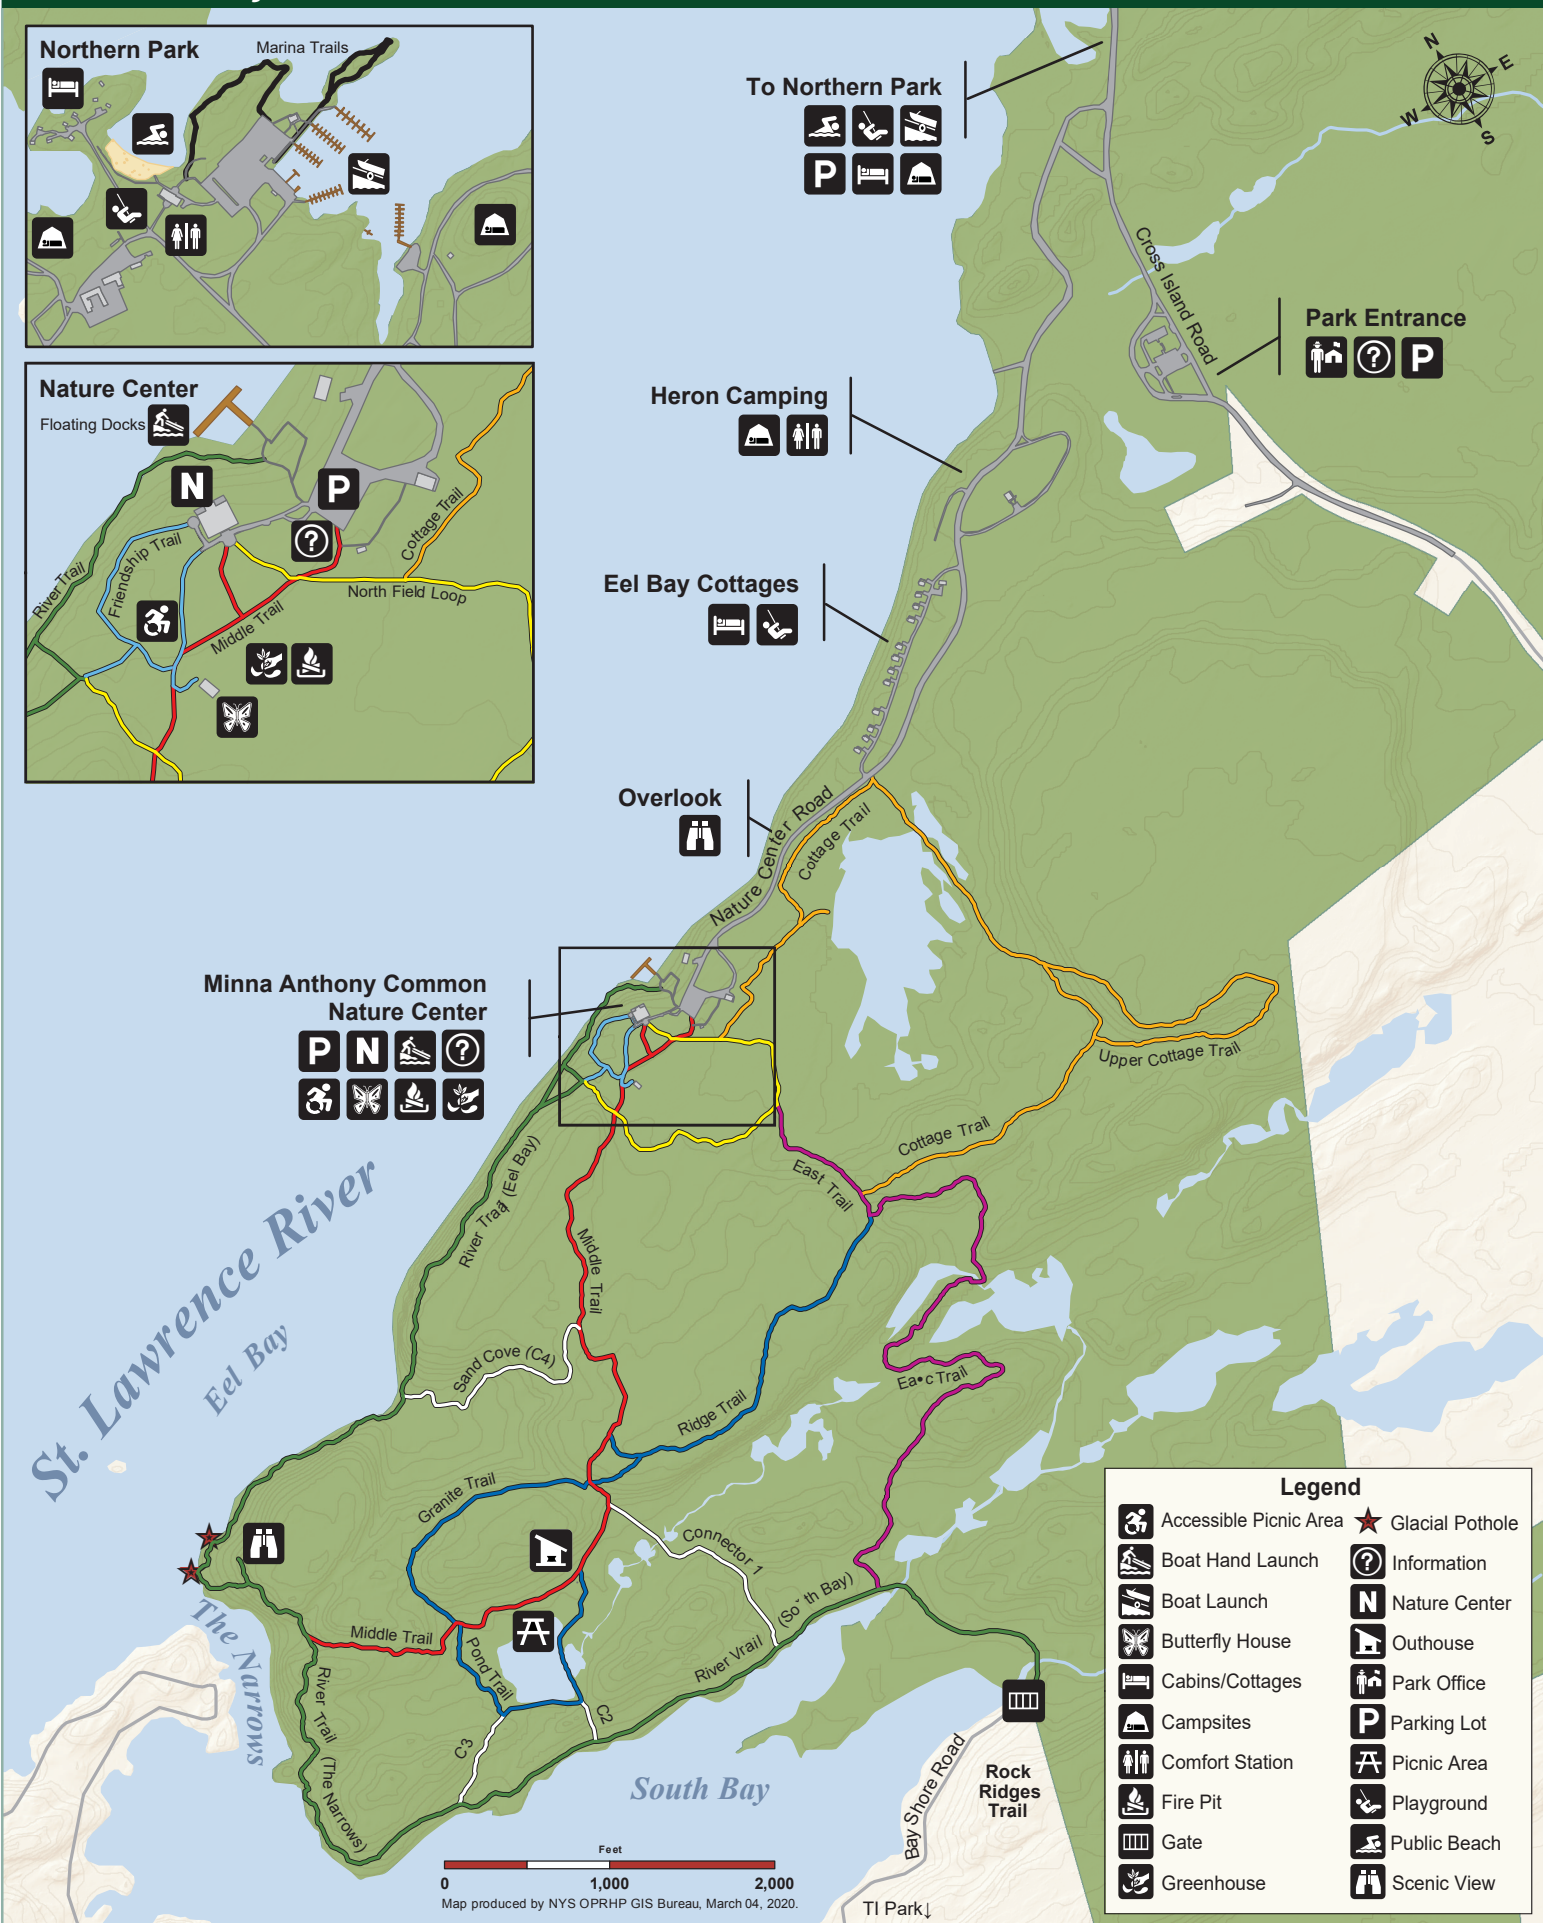 Northern Park
Marina Trails
Nature Center
Floating Docks
N
P
?
River Trail
Friendship Trail
Cottage Trail
North Field Loop
Middle Trail
To Northern Park
P
N
E
W
S
Cross Island Road
Park Entrance
?
P
Heron Camping
Eel Bay Cottages
Overlook
Nature Center Road
Cottage Trail
Minna Anthony Common
Nature Center
P
N
?
Upper Cottage Trail
Cottage Trail
East Trail
River Traʃ (Eel Bay)
Middle Trail
St. Lawrence River
Eel Bay
Sand Cove (C4)
Ea•c Trail
Ridge Trail
Granite Trail
Connector 1
(So˘th Bay)
River Vrail
The Narrows
Middle Trail
Pond Trail
C2
C3
River Trail (The Narrows)
South Bay
Bay Shore Road
Rock
Ridges
Trail
TI Park↓
Feet
0 1,000 2,000
Map produced by NYS OPRHP GIS Bureau, March 04, 2020.
Legend
Accessible Picnic Area
Boat Hand Launch
Boat Launch
Butterfly House
Cabins/Cottages
Campsites
Comfort Station
Fire Pit
Gate
Greenhouse
Glacial Pothole
? Information
N Nature Center
Outhouse
Park Office
P Parking Lot
Picnic Area
Playground
Public Beach
Scenic View